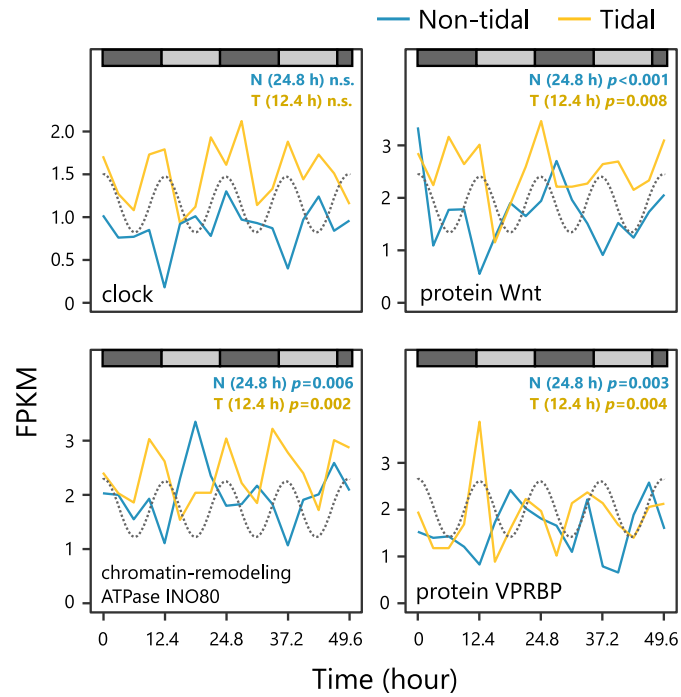 Non-tidal Tidal
N (24.8 h) n.s.
T (12.4 h) n.s.
2.0
1.5
1.0
0.5
0
clock
N (24.8 h) p<0.001
T (12.4 h) p=0.008
3
2
1
0
protein Wnt
FPKM
N (24.8 h) p=0.006
T (12.4 h) p=0.002
3
2
1
0
chromatin-remodeling
ATPase INO80
0 12.4 24.8 37.2 49.6
N (24.8 h) p=0.003
T (12.4 h) p=0.004
3
2
1
0
protein VPRBP
0 12.4 24.8 37.2 49.6
Time (hour)